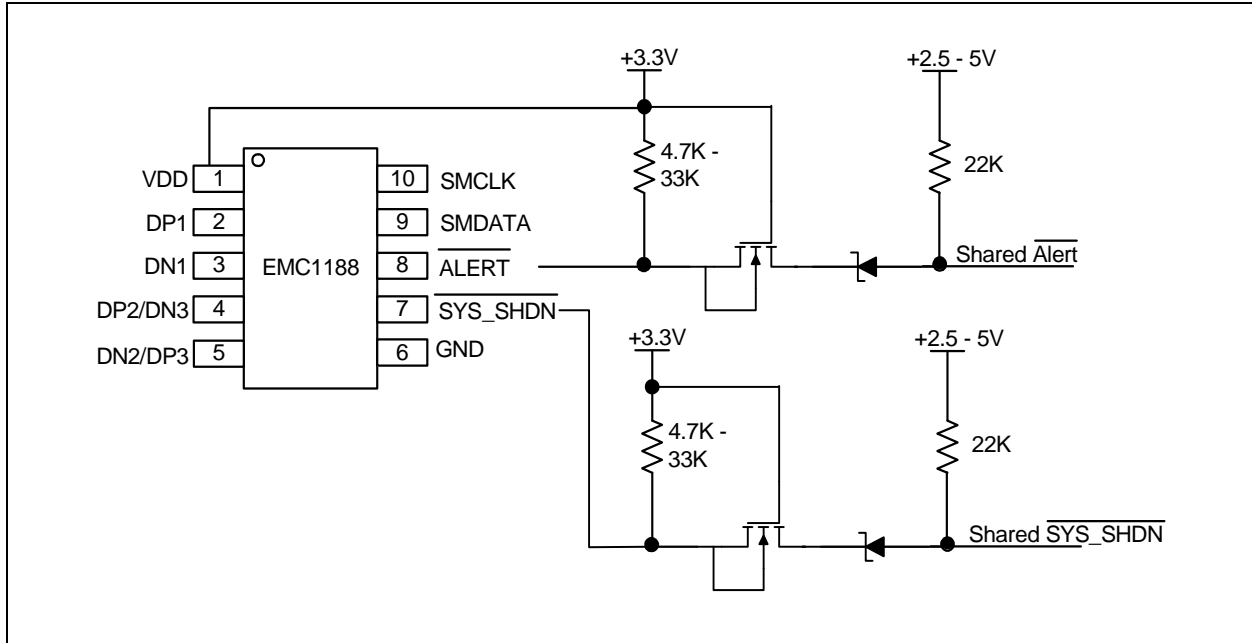 +3.3V
+2.5 - 5V
4.7K -
33K
22K
VDD 1
10 SMCLK
DP1 2
9 SMDATA
DN1 3
EMC1188
8 ALERT
Shared Alert
DP2/DN3 4
7 SYS_SHDN
DN2/DP3 5
6 GND
+3.3V
+2.5 - 5V
4.7K -
33K
22K
Shared SYS_SHDN